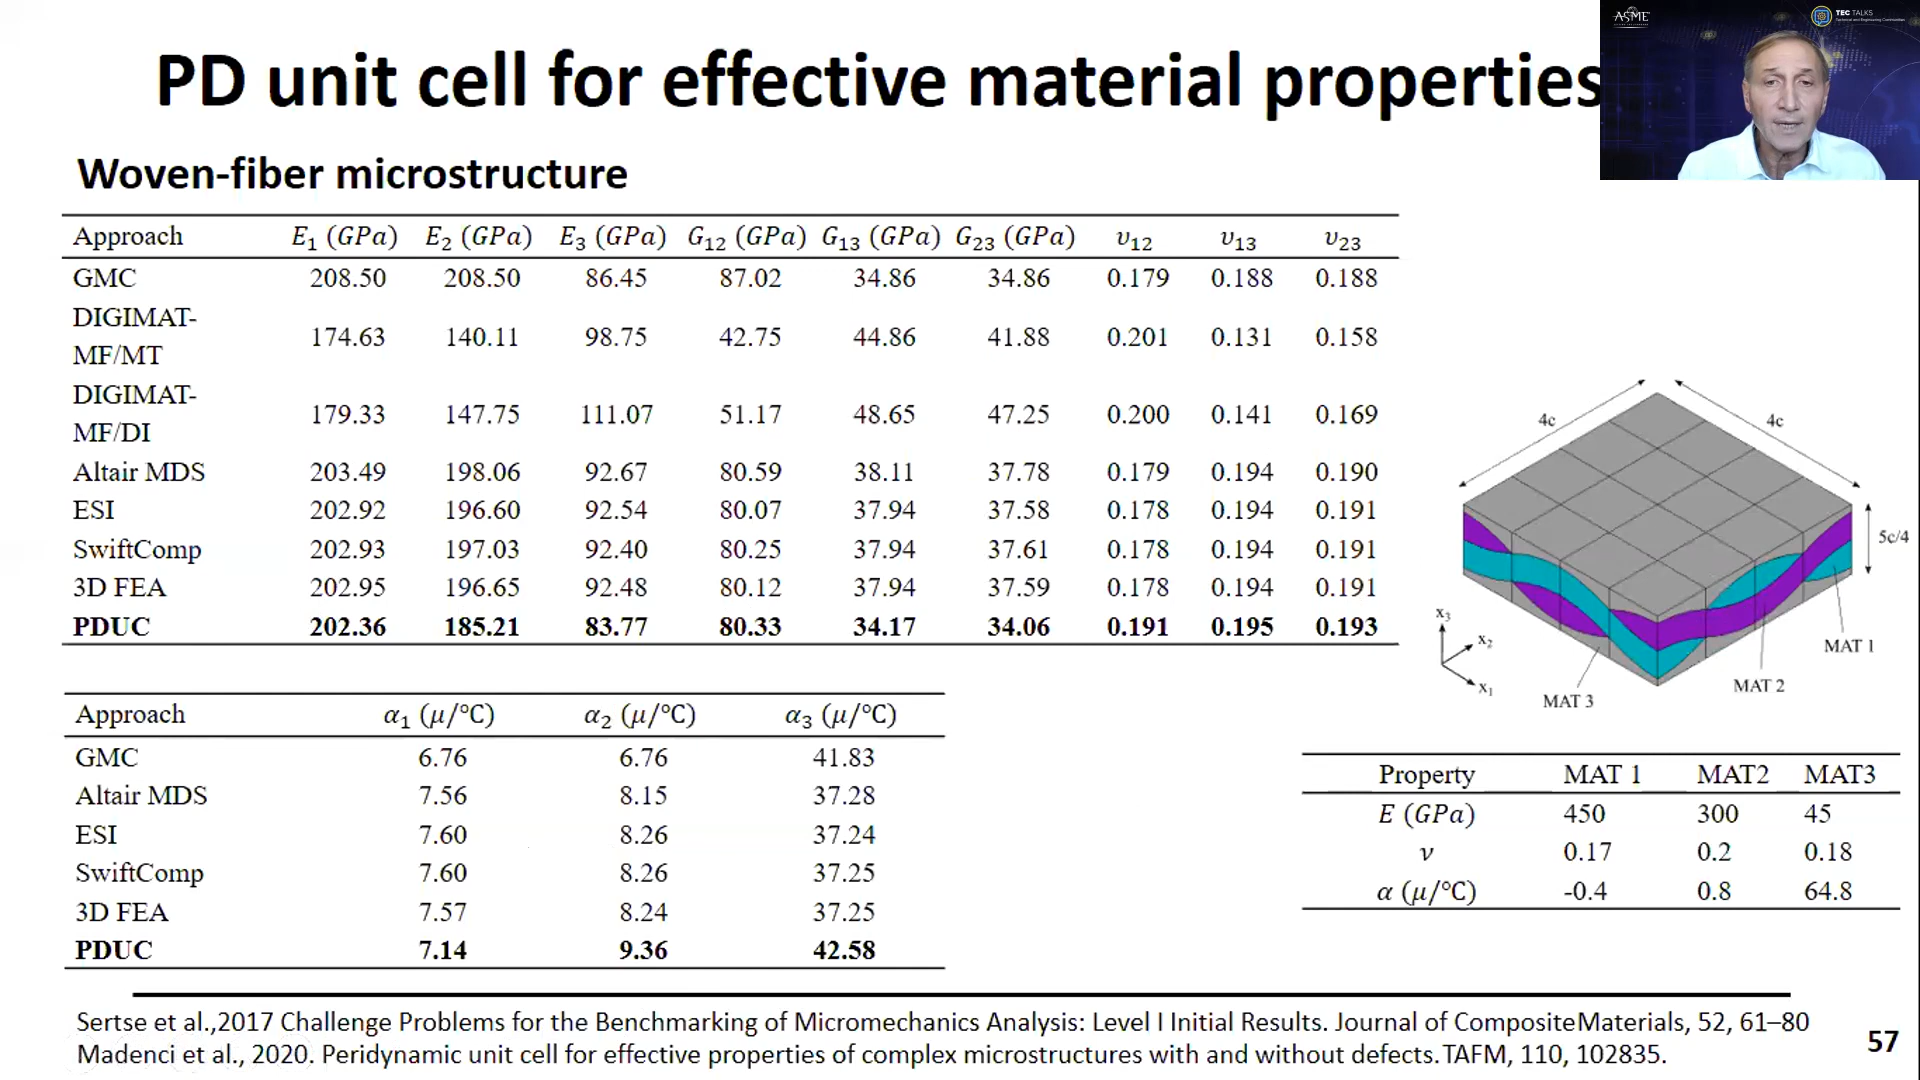 ASME
TEC TALKS
PD unit cell for effective material properties
Woven-fiber microstructure
Approach E₁ (GPa) E₂ (GPa) E₃ (GPa) G₁₂ (GPa) G₁₃ (GPa) G₂₃ (GPa) υ₁₂ υ₁₃ υ₂₃
GMC 208.50 208.50 86.45 87.02 34.86 34.86 0.179 0.188 0.188
DIGIMAT-
MF/MT 174.63 140.11 98.75 42.75 44.86 41.88 0.201 0.131 0.158
DIGIMAT-
MF/DI 179.33 147.75 111.07 51.17 48.65 47.25 0.200 0.141 0.169
Altair MDS 203.49 198.06 92.67 80.59 38.11 37.78 0.179 0.194 0.190
ESI 202.92 196.60 92.54 80.07 37.94 37.58 0.178 0.194 0.191
SwiftComp 202.93 197.03 92.40 80.25 37.94 37.61 0.178 0.194 0.191
3D FEA 202.95 196.65 92.48 80.12 37.94 37.59 0.178 0.194 0.191
PDUC 202.36 185.21 83.77 80.33 34.17 34.06 0.191 0.195 0.193
4c 4c
5c/4
x₃
x₂
x₁
MAT 1
MAT 2
MAT 3
Approach α₁ (μ/°C) α₂ (μ/°C) α₃ (μ/°C)
GMC 6.76 6.76 41.83
Altair MDS 7.56 8.15 37.28
ESI 7.60 8.26 37.24
SwiftComp 7.60 8.26 37.25
3D FEA 7.57 8.24 37.25
PDUC 7.14 9.36 42.58
Property MAT 1 MAT2 MAT3
E (GPa) 450 300 45
ν 0.17 0.2 0.18
α (μ/°C) -0.4 0.8 64.8
Sertse et al.,2017 Challenge Problems for the Benchmarking of Micromechanics Analysis: Level I Initial Results. Journal of CompositeMaterials, 52, 61–80
Madenci et al., 2020. Peridynamic unit cell for effective properties of complex microstructures with and without defects. TAFM, 110, 102835.
57